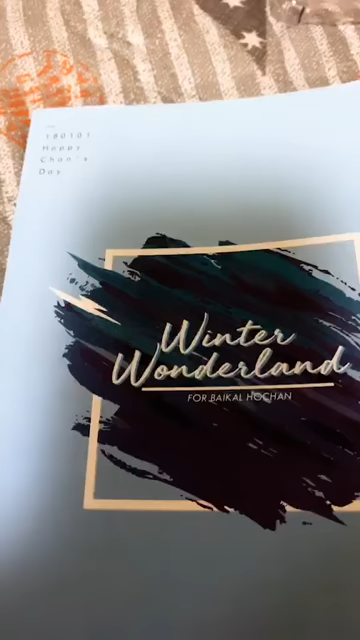 180101
Happy
Chan's
Day
Winter
Wonderland
FOR BAIKAL HOCHAN